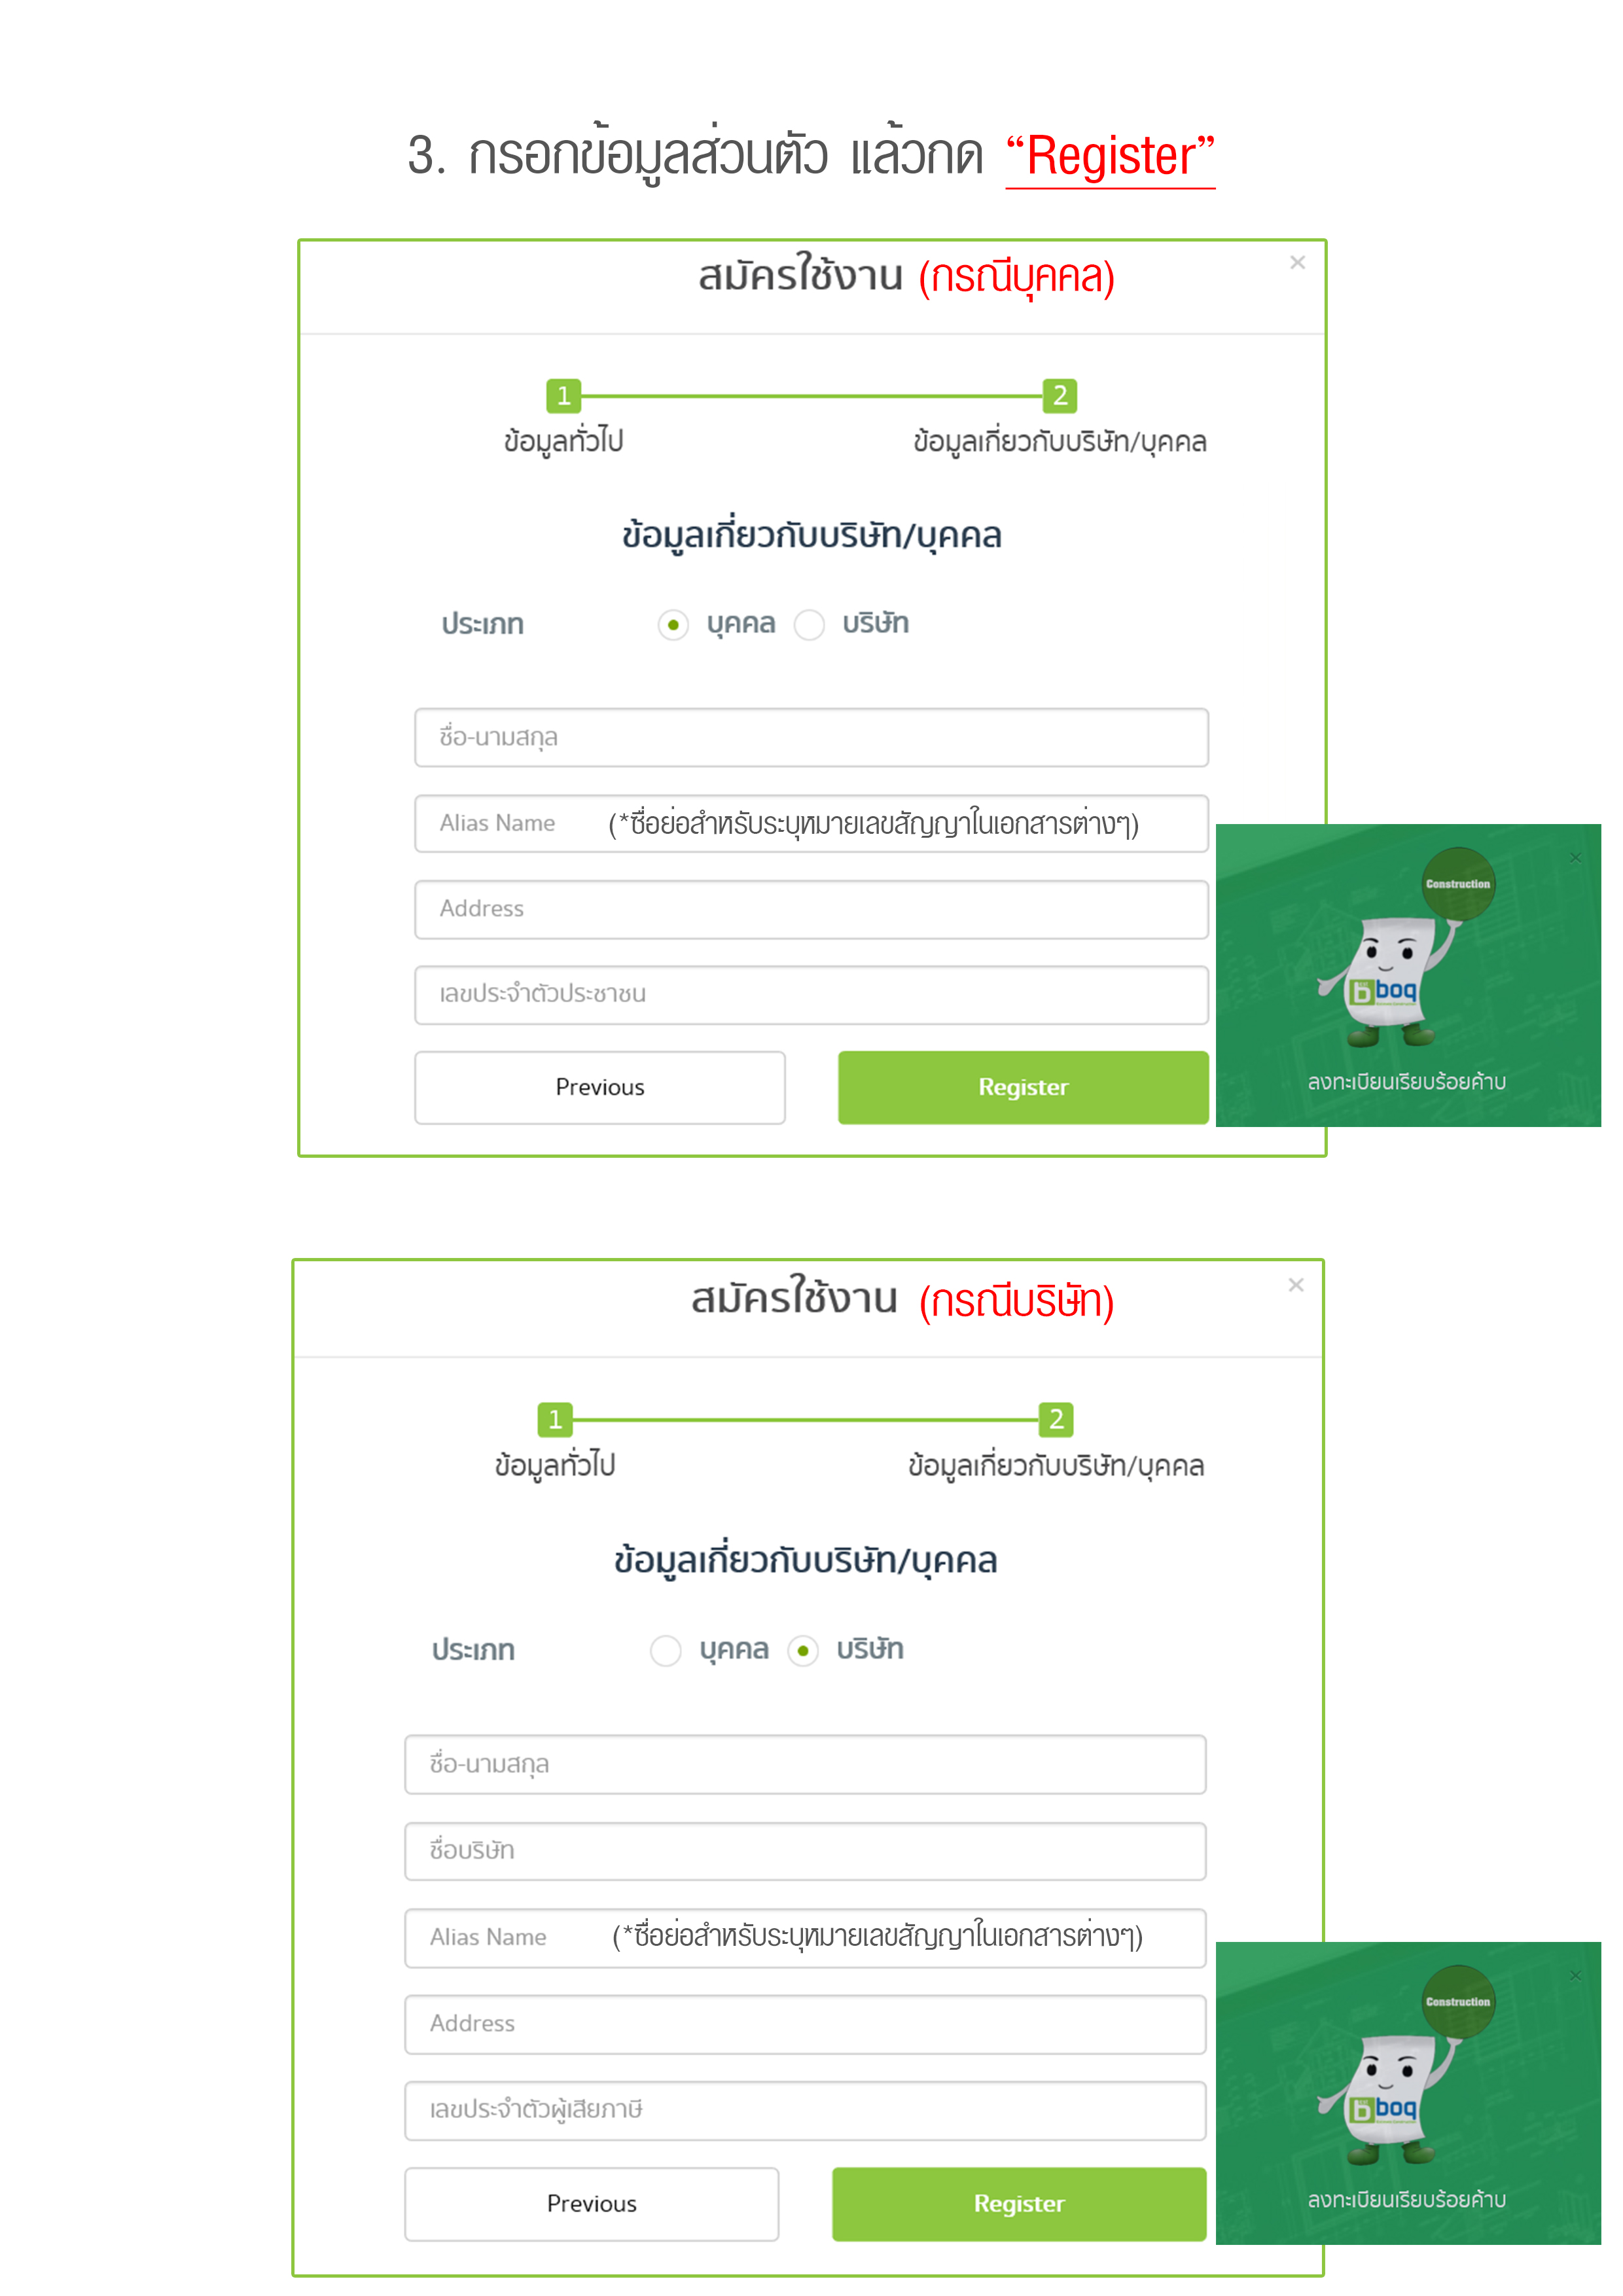 3. กรอกข้อมูลส่วนตัว แล้วกด “Register”
สมัครใช้งาน (กรณีบุคคล)
×
1 2
ข้อมูลทั่วไป ข้อมูลเกี่ยวกับบริษัท/บุคคล
ข้อมูลเกี่ยวกับบริษัท/บุคคล
ประเภท บุคคล บริษัท
ชื่อ-นามสกุล
Alias Name (*ชื่อย่อสำหรับระบุหมายเลขสัญญาในเอกสารต่างๆ)
Address
เลขประจำตัวประชาชน
Previous Register
×
Construction
boq
ลงทะเบียนเรียบร้อยค้าบ
สมัครใช้งาน (กรณีบริษัท)
×
1 2
ข้อมูลทั่วไป ข้อมูลเกี่ยวกับบริษัท/บุคคล
ข้อมูลเกี่ยวกับบริษัท/บุคคล
ประเภท บุคคล บริษัท
ชื่อ-นามสกุล
ชื่อบริษัท
Alias Name (*ชื่อย่อสำหรับระบุหมายเลขสัญญาในเอกสารต่างๆ)
Address
เลขประจำตัวผู้เสียภาษี
Previous Register
×
Construction
boq
ลงทะเบียนเรียบร้อยค้าบ